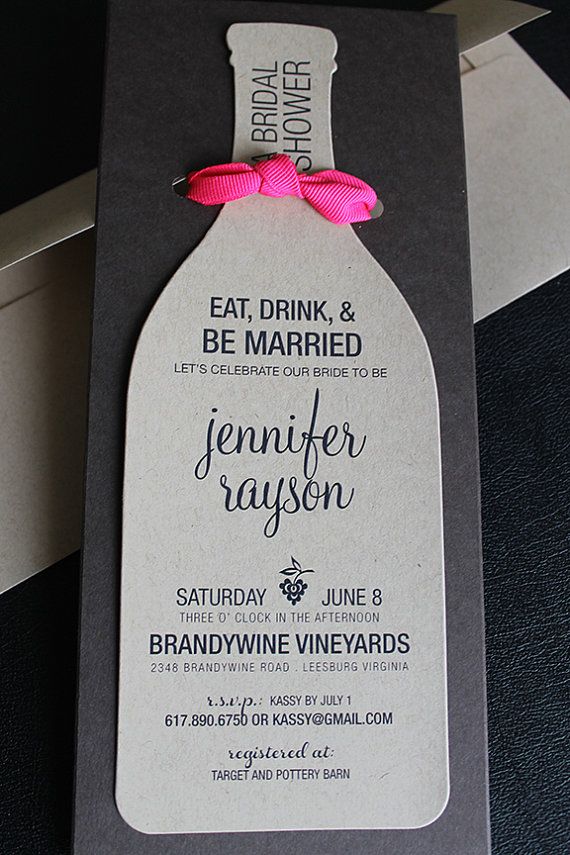 A BRIDAL
SHOWER
EAT, DRINK, &
BE MARRIED
LET'S CELEBRATE OUR BRIDE TO BE
jennifer
rayson
SATURDAY JUNE 8
THREE O' CLOCK IN THE AFTERNOON
BRANDYWINE VINEYARDS
2348 BRANDYWINE ROAD . LEESBURG VIRGINIA
r.s.v.p.: KASSY BY JULY 1
617.890.6750 OR KASSY@GMAIL.COM
registered at:
TARGET AND POTTERY BARN